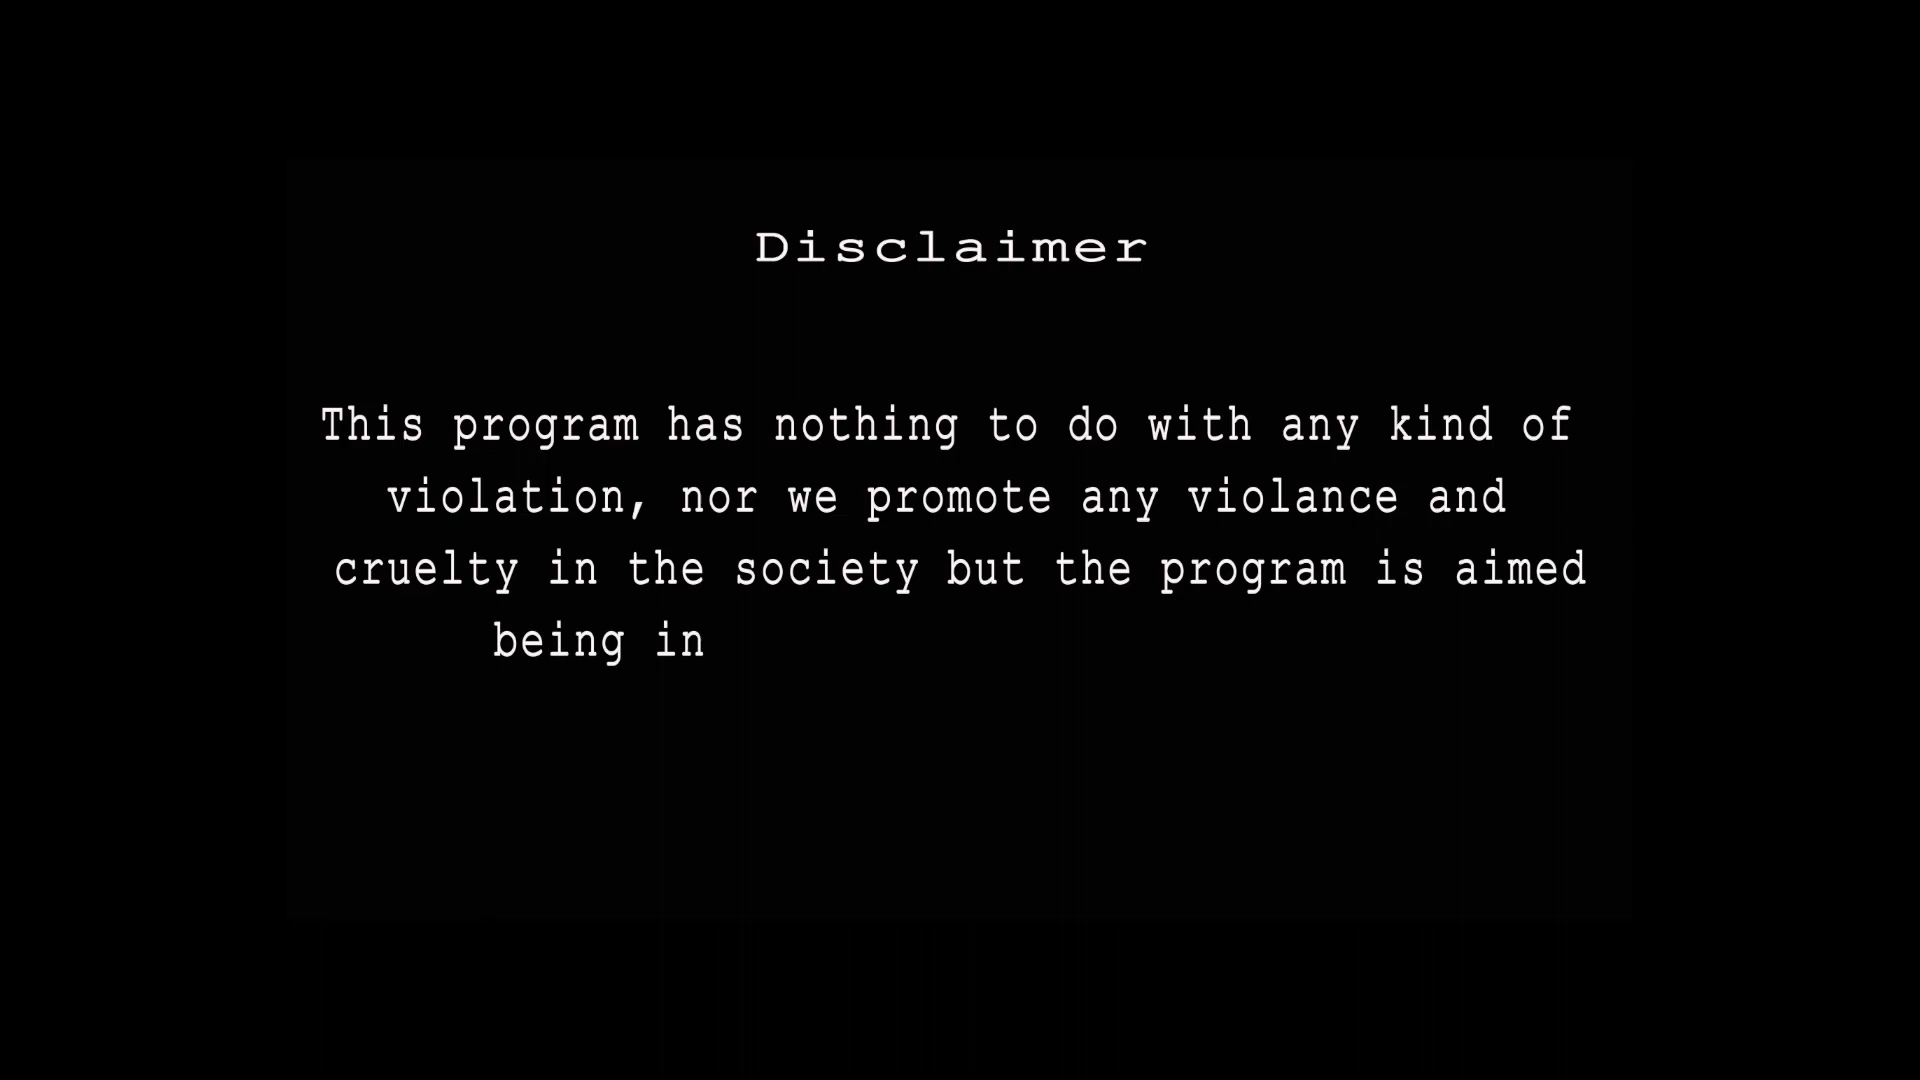 Disclaimer
This program has nothing to do with any kind of
violation, nor we promote any violance and
cruelty in the society but the program is aimed
being in